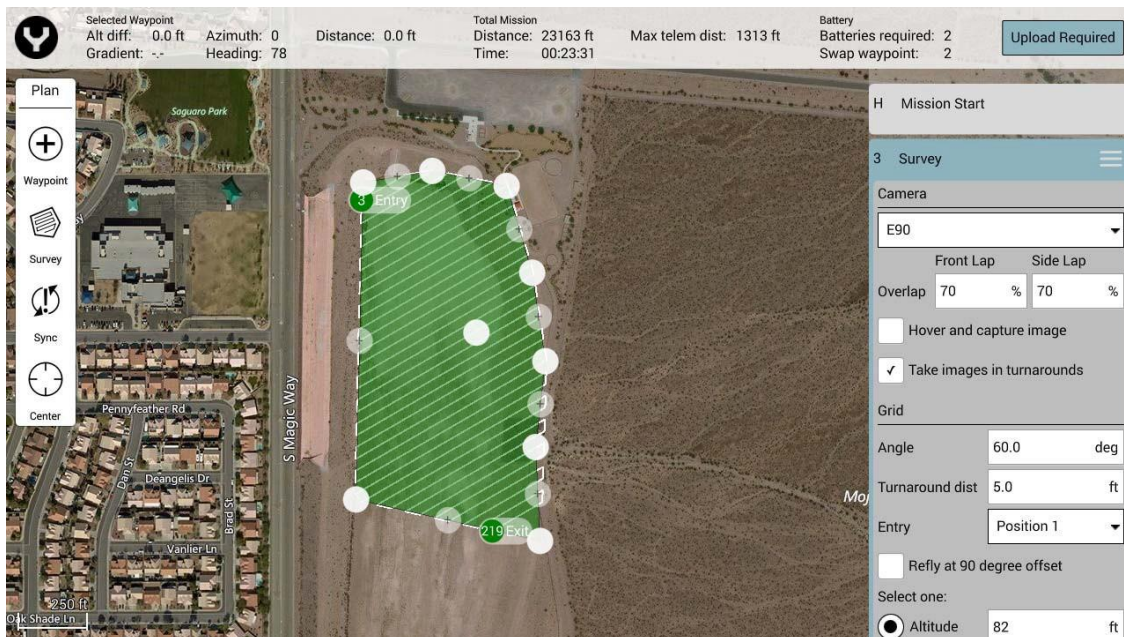 Selected Waypoint
Alt diff: 0.0 ft Azimuth: 0 Distance: 0.0 ft
Gradient: -.- Heading: 78
Total Mission
Distance: 23163 ft Max telem dist: 1313 ft
Time: 00:23:31
Battery
Batteries required: 2
Swap waypoint: 2
Upload Required
Plan
Waypoint
Survey
Sync
Center
Saguaro Park
S Magic Way
Pennyfeather Rd
Dan St
Deangelis Dr
Brad St
Vanlier Ln
250 ft
Oak Shade Ln
3 Entry
219 Exit
H Mission Start
3 Survey
Camera
E90
Front Lap Side Lap
Overlap 70 % 70 %
Hover and capture image
Take images in turnarounds
Grid
Angle 60.0 deg
Turnaround dist 5.0 ft
Entry Position 1
Refly at 90 degree offset
Select one:
Altitude 82 ft